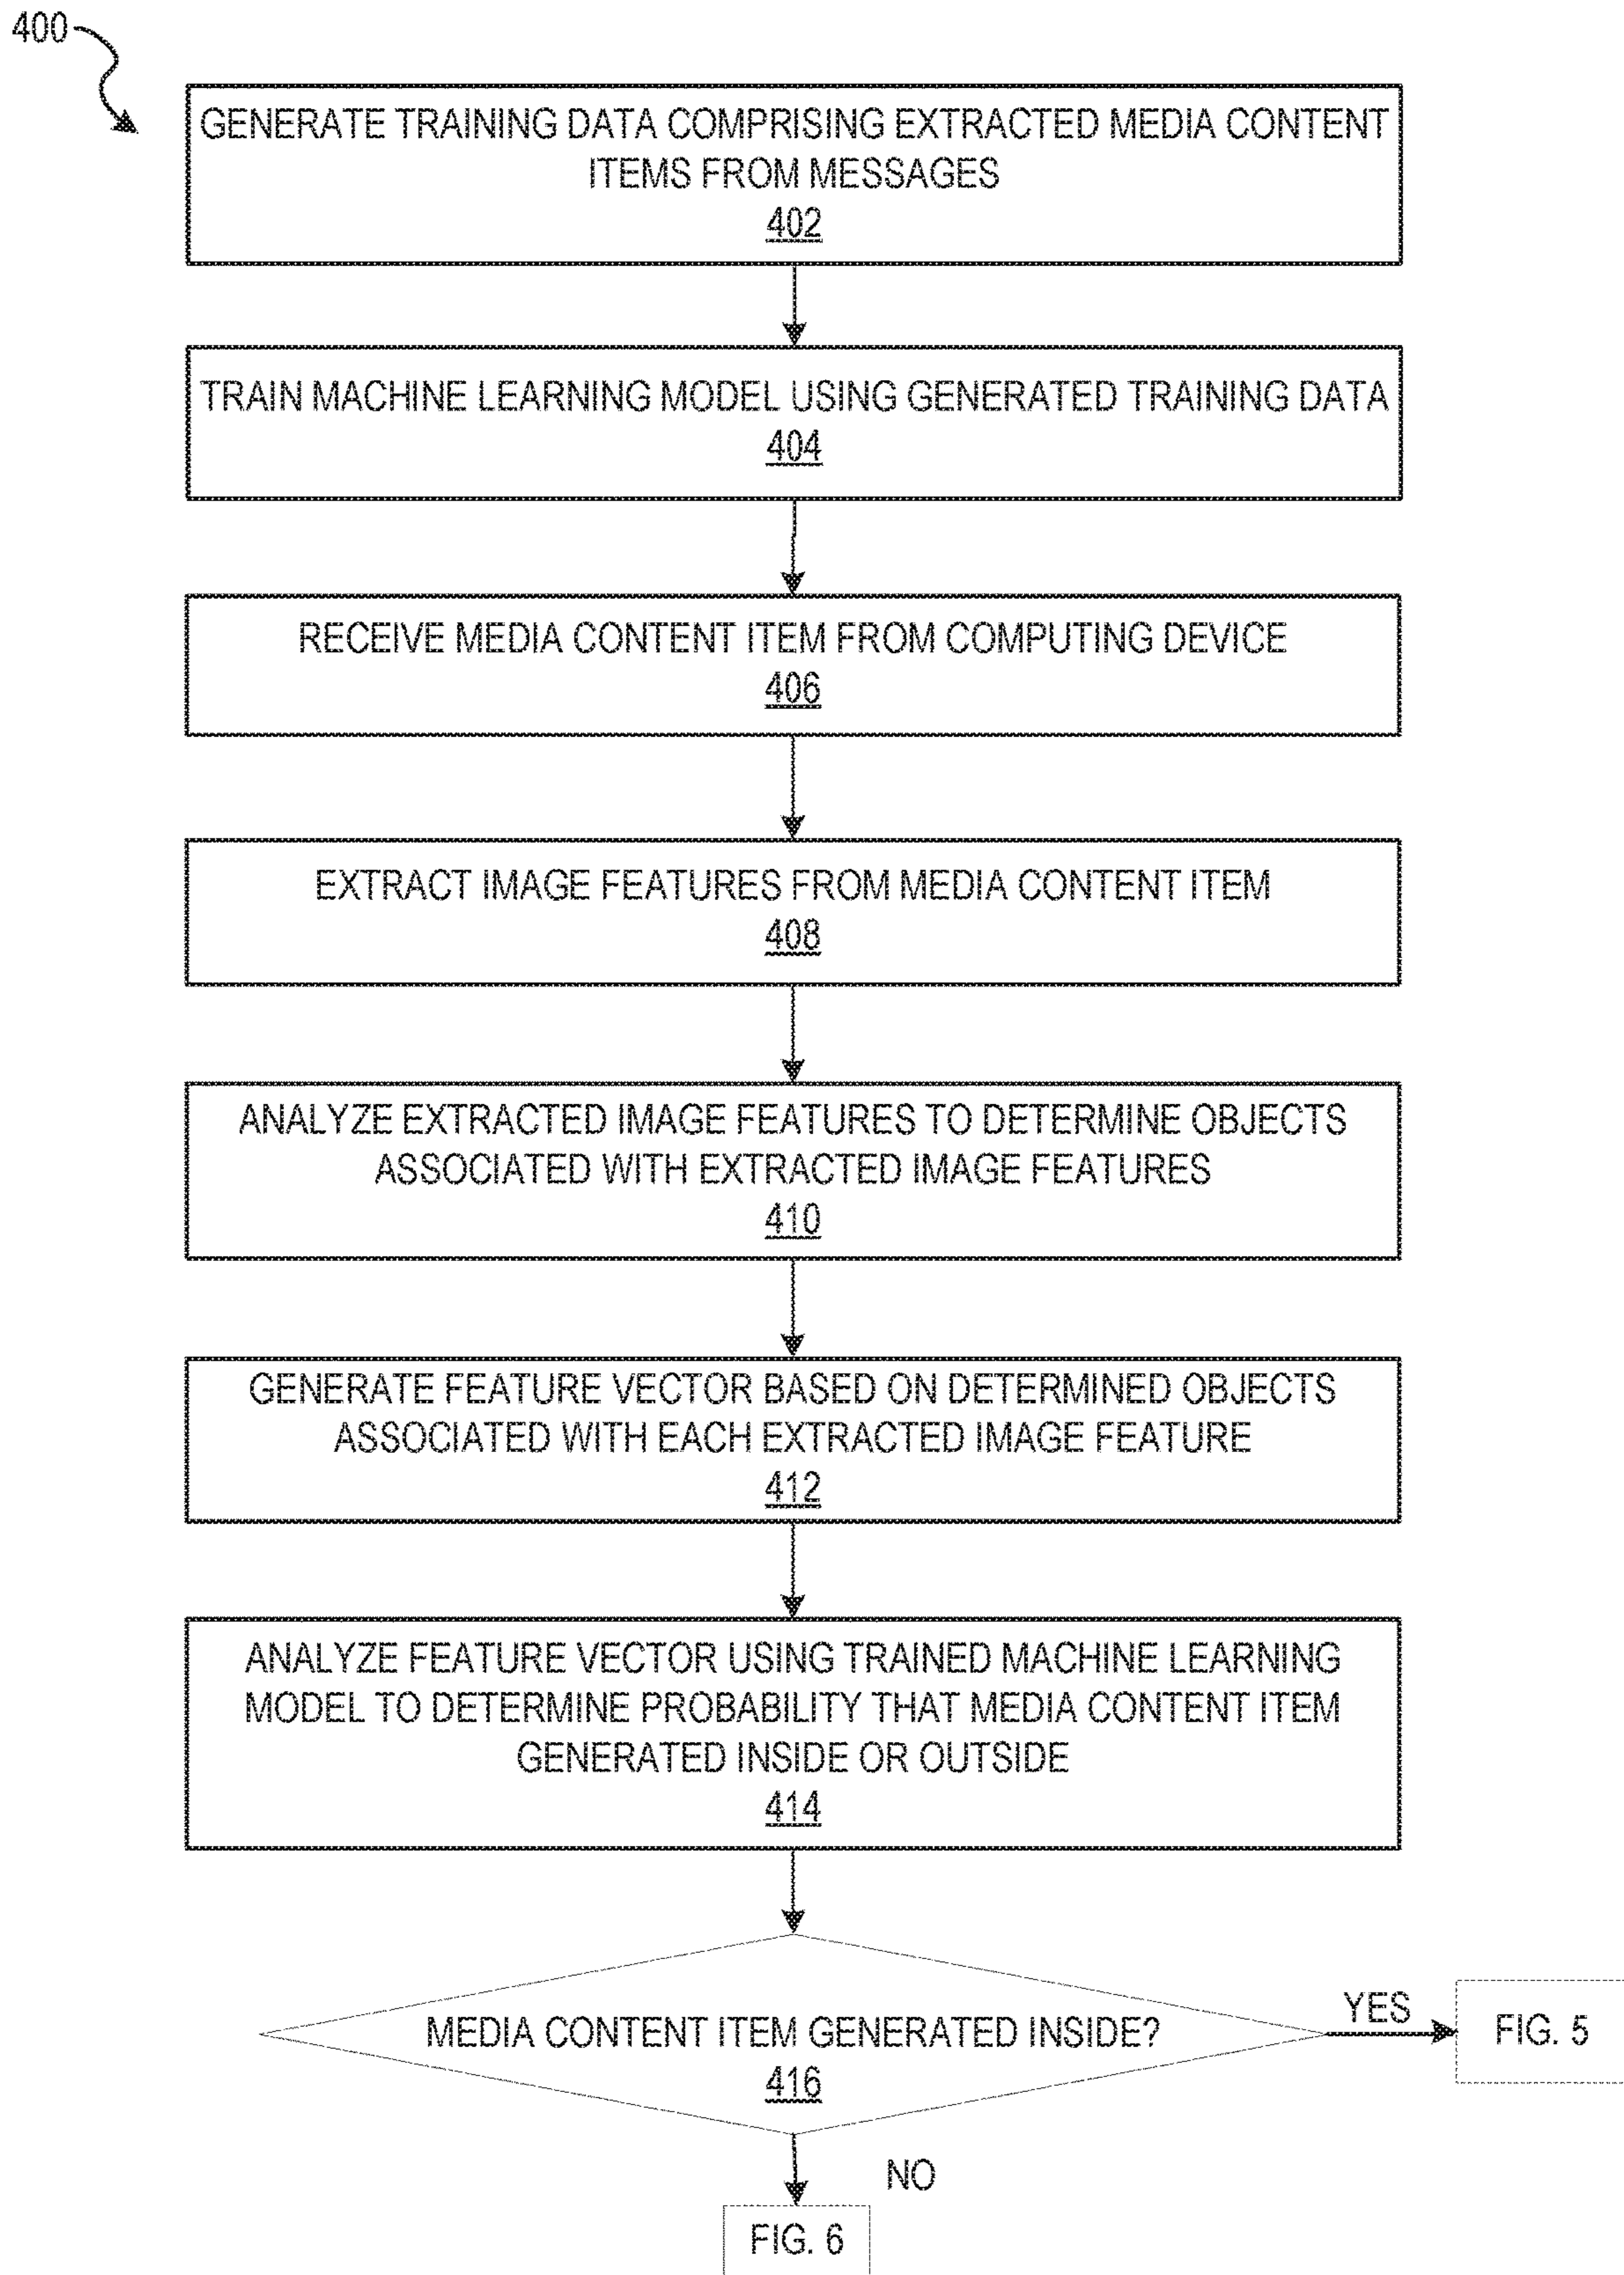 400
GENERATE TRAINING DATA COMPRISING EXTRACTED MEDIA CONTENT
ITEMS FROM MESSAGES
402
TRAIN MACHINE LEARNING MODEL USING GENERATED TRAINING DATA
404
RECEIVE MEDIA CONTENT ITEM FROM COMPUTING DEVICE
406
EXTRACT IMAGE FEATURES FROM MEDIA CONTENT ITEM
408
ANALYZE EXTRACTED IMAGE FEATURES TO DETERMINE OBJECTS
ASSOCIATED WITH EXTRACTED IMAGE FEATURES
410
GENERATE FEATURE VECTOR BASED ON DETERMINED OBJECTS
ASSOCIATED WITH EACH EXTRACTED IMAGE FEATURE
412
ANALYZE FEATURE VECTOR USING TRAINED MACHINE LEARNING
MODEL TO DETERMINE PROBABILITY THAT MEDIA CONTENT ITEM
GENERATED INSIDE OR OUTSIDE
414
MEDIA CONTENT ITEM GENERATED INSIDE?
416
YES
FIG. 5
NO
FIG. 6